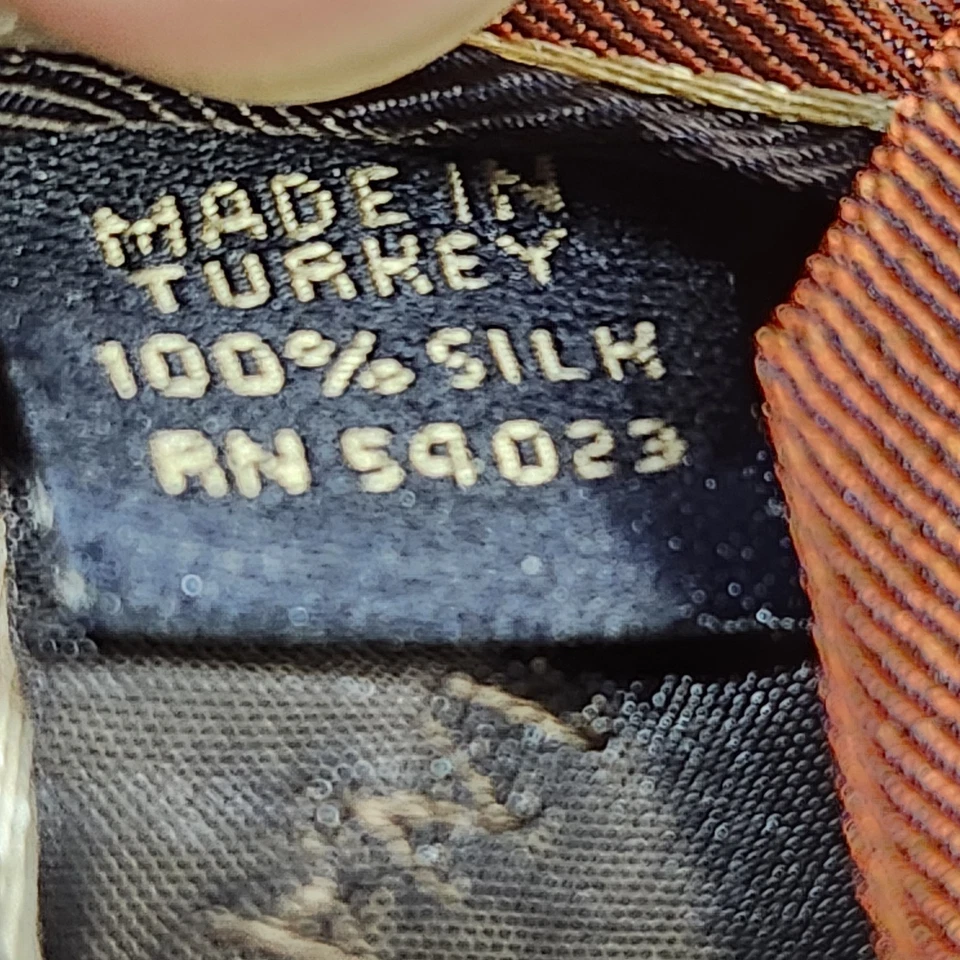 MADE IN
TURKEY
100% SILK
RN 59023